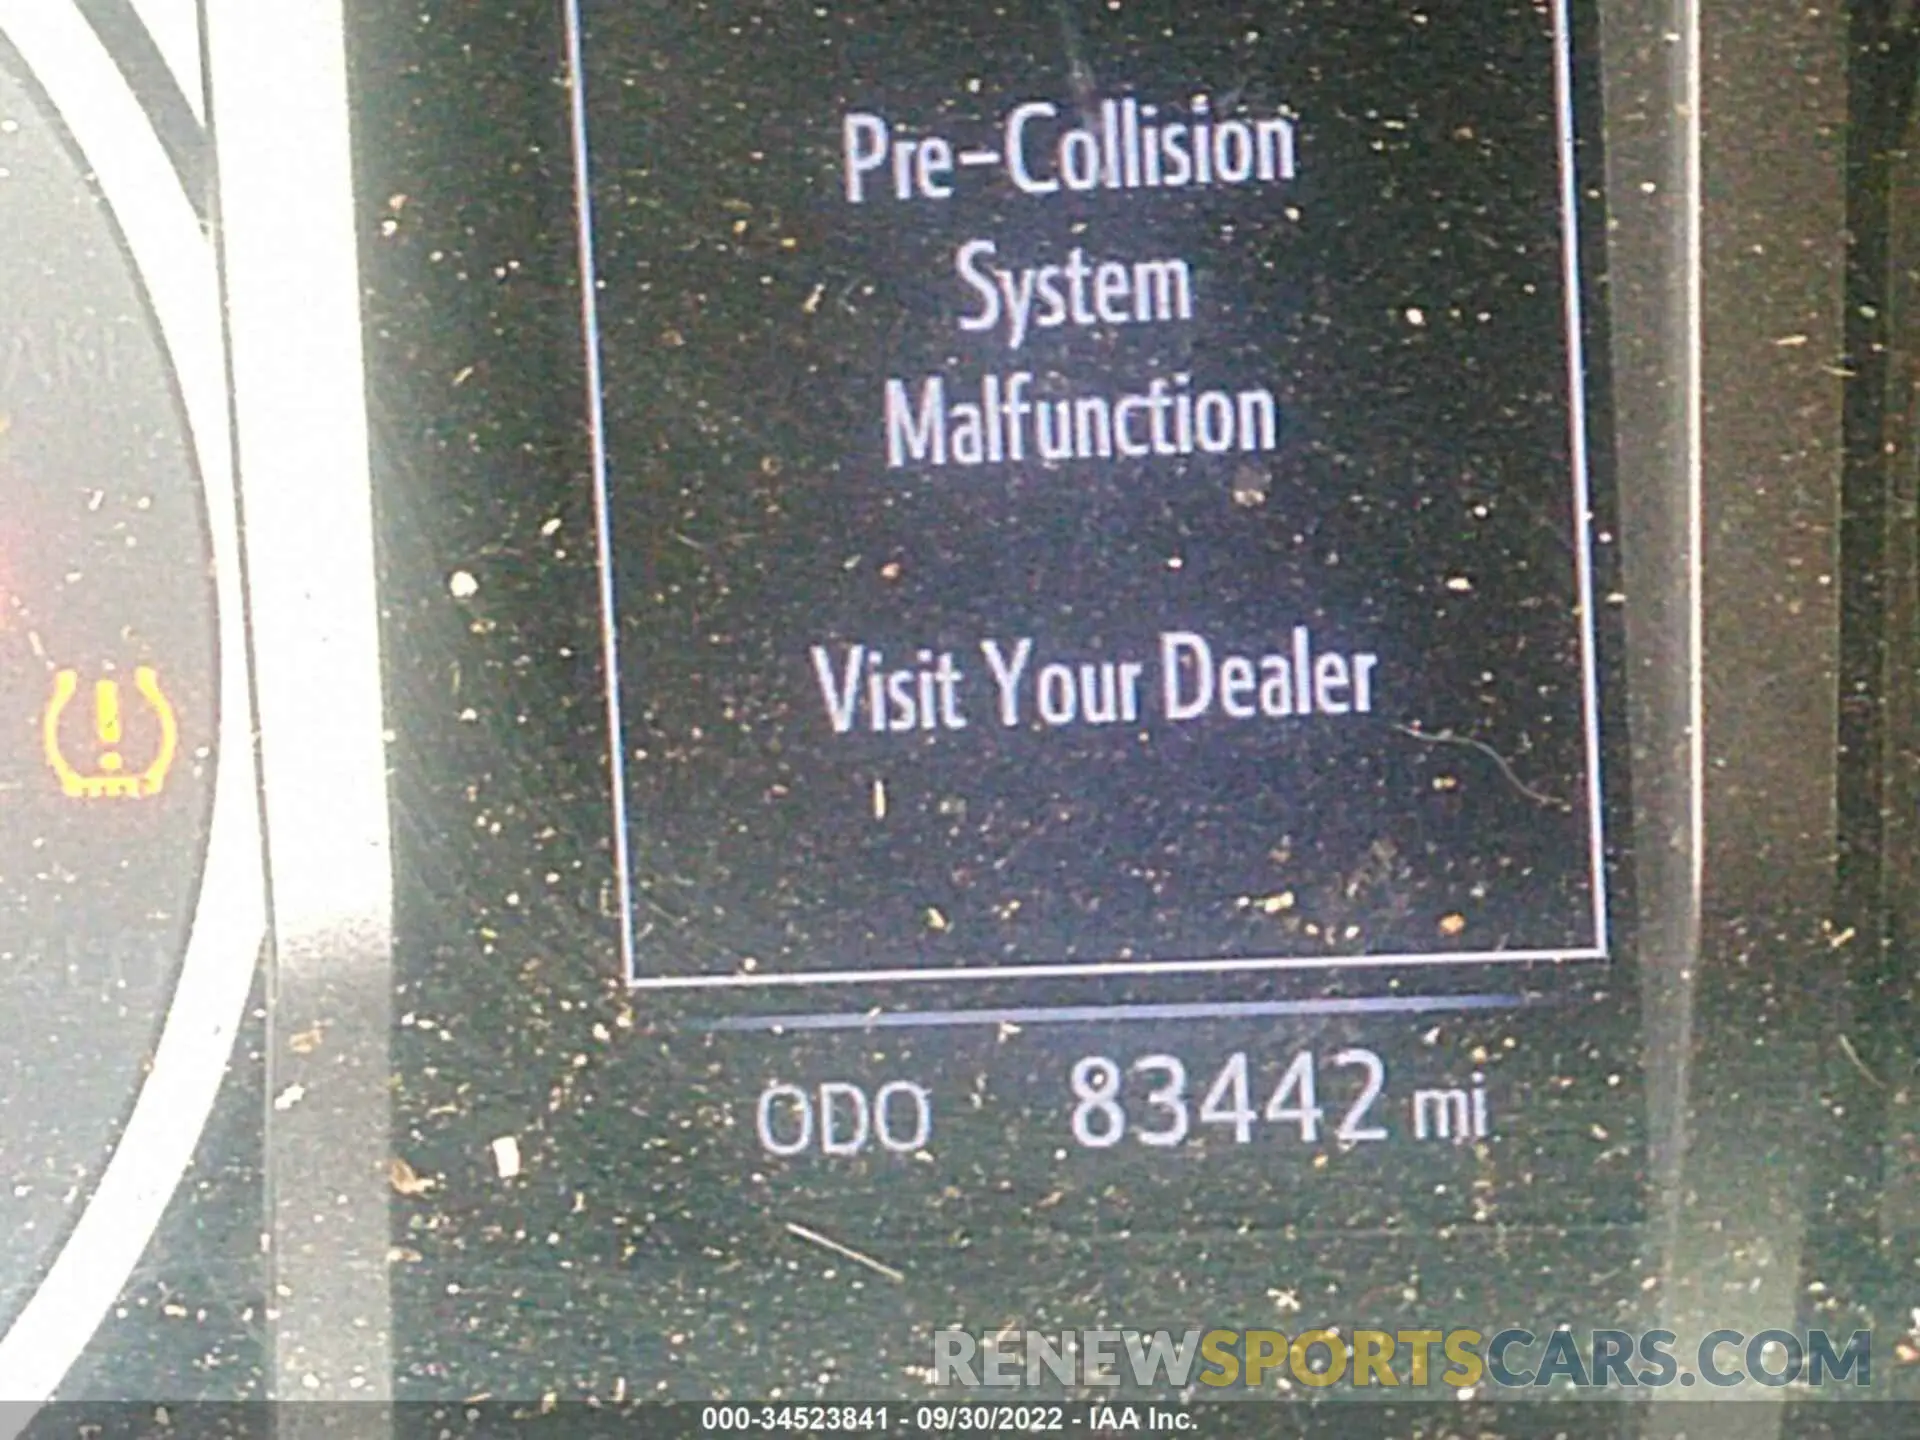 Pre-Collision
System
Malfunction
Visit Your Dealer
ODO 83442 mi
RENEWSPORTSCARS.COM
000-34523841 - 09/30/2022 - IAA Inc.